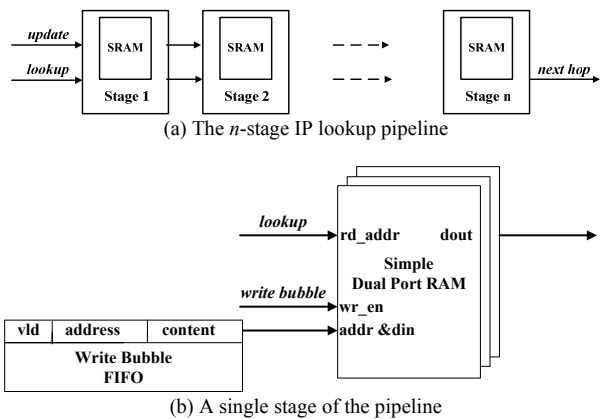 update
lookup
SRAM
Stage 1
SRAM
Stage 2
SRAM
Stage n
next hop
(a) The n-stage IP lookup pipeline
lookup
rd_addr dout
Simple
Dual Port RAM
write bubble
wr_en
addr &din
vld address content
Write Bubble
FIFO
(b) A single stage of the pipeline